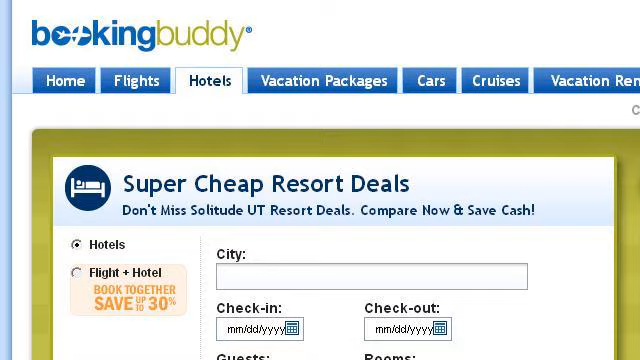 bookingbuddy®
Home Flights Hotels Vacation Packages Cars Cruises Vacation Ren
C
Super Cheap Resort Deals
Don't Miss Solitude UT Resort Deals. Compare Now & Save Cash!
Hotels
Flight + Hotel
BOOK TOGETHER
SAVE UP TO 30%
City:
Check-in: Check-out:
mm/dd/yyyy mm/dd/yyyy
Guests: Rooms: